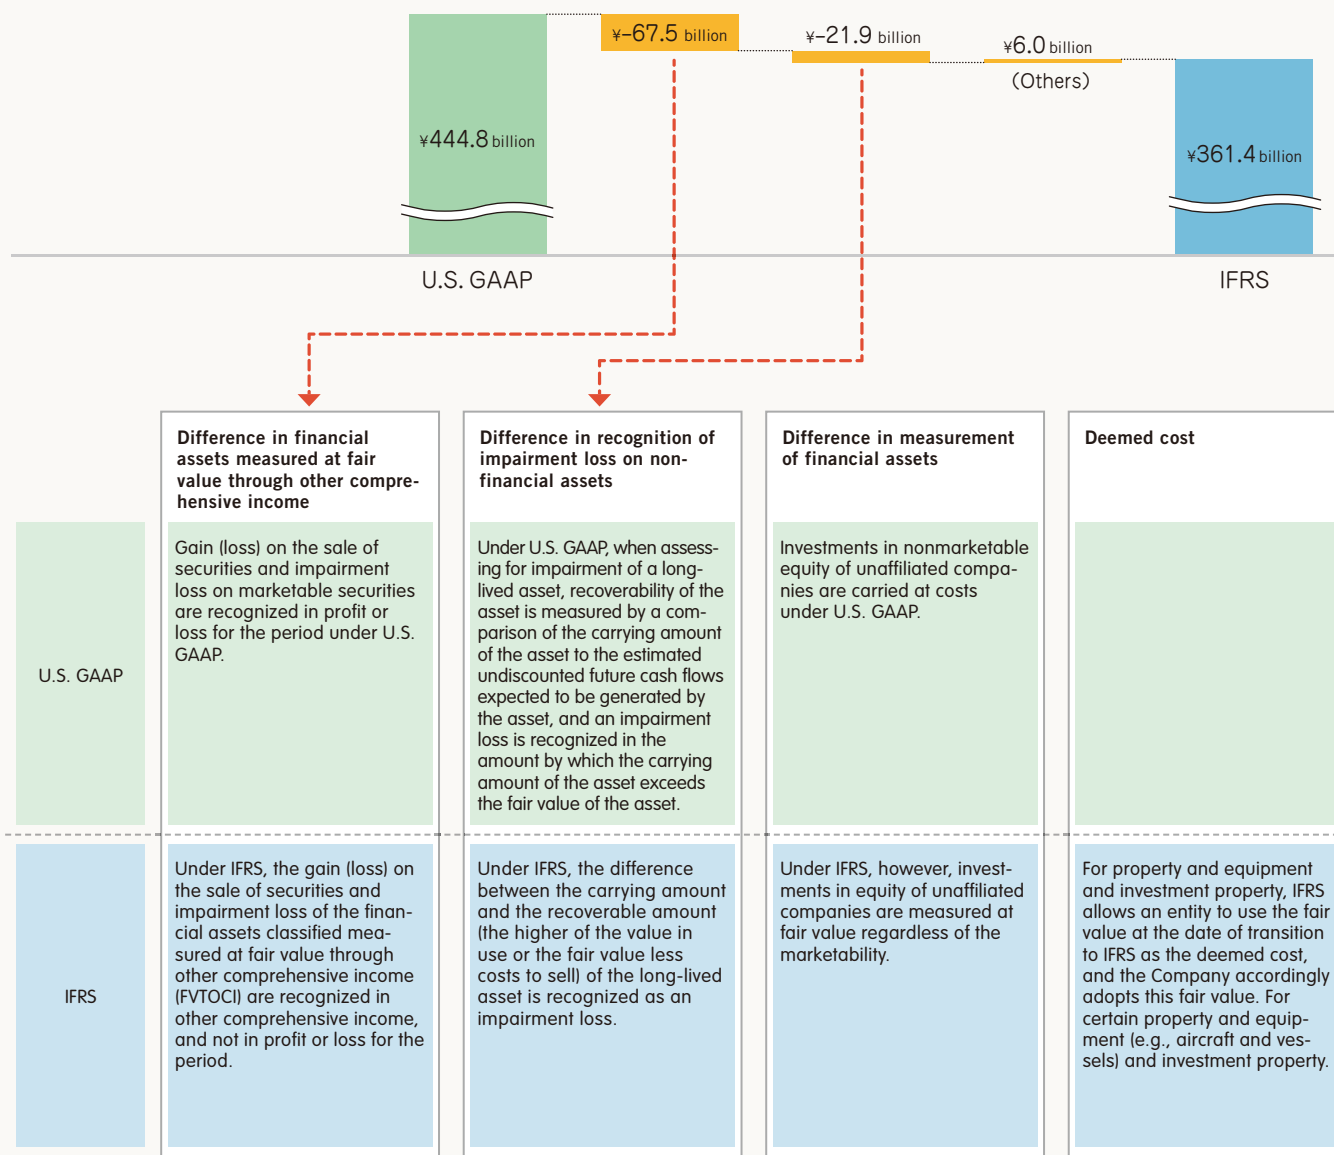 ¥444.8 billion
¥–67.5 billion
¥–21.9 billion
¥6.0 billion
(Others)
¥361.4 billion
U.S. GAAP
IFRS
Difference in financial
assets measured at fair
value through other compre-
hensive income
Difference in recognition of
impairment loss on non-
financial assets
Difference in measurement
of financial assets
Deemed cost
U.S. GAAP
Gain (loss) on the sale of
securities and impairment
loss on marketable securities
are recognized in profit or
loss for the period under U.S.
GAAP.
Under U.S. GAAP, when assess-
ing for impairment of a long-
lived asset, recoverability of the
asset is measured by a com-
parison of the carrying amount
of the asset to the estimated
undiscounted future cash flows
expected to be generated by
the asset, and an impairment
loss is recognized in the
amount by which the carrying
amount of the asset exceeds
the fair value of the asset.
Investments in nonmarketable
equity of unaffiliated compa-
nies are carried at costs
under U.S. GAAP.
IFRS
Under IFRS, the gain (loss) on
the sale of securities and
impairment loss of the finan-
cial assets classified mea-
sured at fair value through
other comprehensive income
(FVTOCI) are recognized in
other comprehensive income,
and not in profit or loss for the
period.
Under IFRS, the difference
between the carrying amount
and the recoverable amount
(the higher of the value in
use or the fair value less
costs to sell) of the long-lived
asset is recognized as an
impairment loss.
Under IFRS, however, invest-
ments in equity of unaffiliated
companies are measured at
fair value regardless of the
marketability.
For property and equipment
and investment property, IFRS
allows an entity to use the fair
value at the date of transition
to IFRS as the deemed cost,
and the Company accordingly
adopts this fair value. For
certain property and equip-
ment (e.g., aircraft and ves-
sels) and investment property.